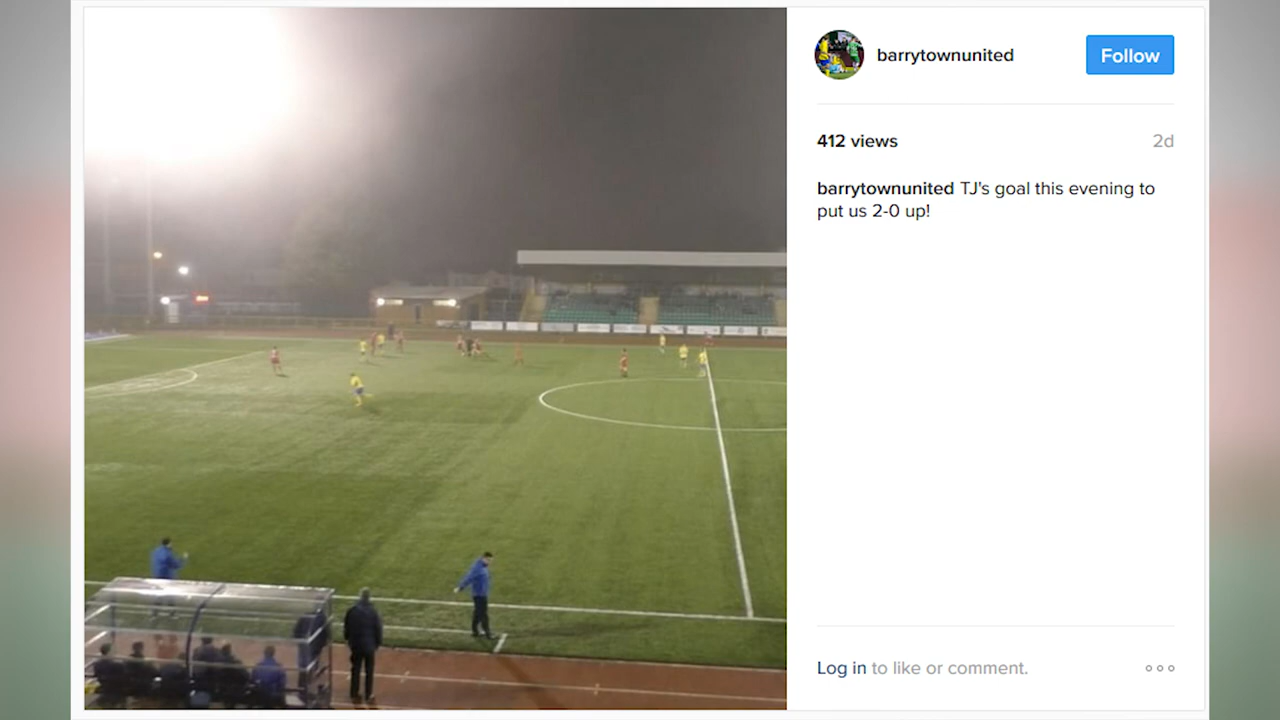 barrytownunited
Follow
412 views
2d
barrytownunited TJ's goal this evening to
put us 2-0 up!
Log in to like or comment.